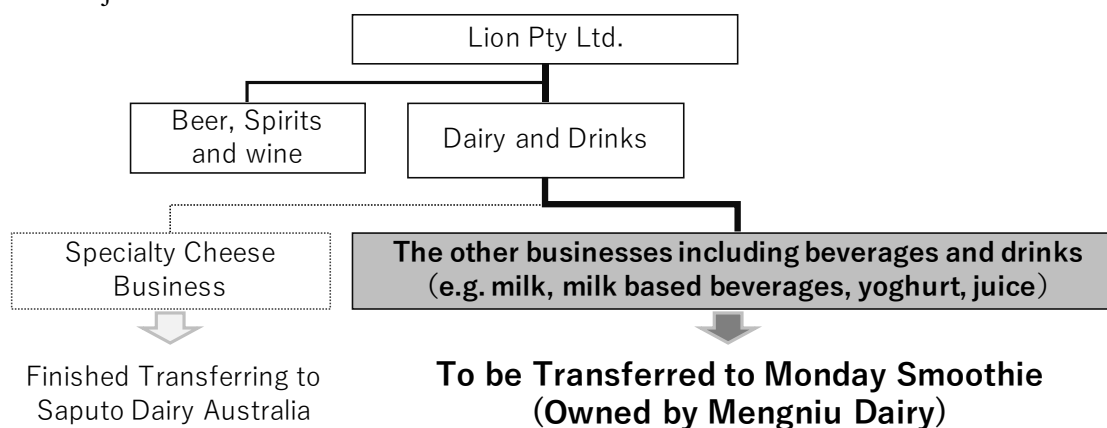 Lion Pty Ltd.
Beer, Spirits
and wine
Dairy and Drinks
Specialty Cheese
Business
The other businesses including beverages and drinks
（e.g. milk, milk based beverages, yoghurt, juice）
Finished Transferring to
Saputo Dairy Australia
To be Transferred to Monday Smoothie
(Owned by Mengniu Dairy)